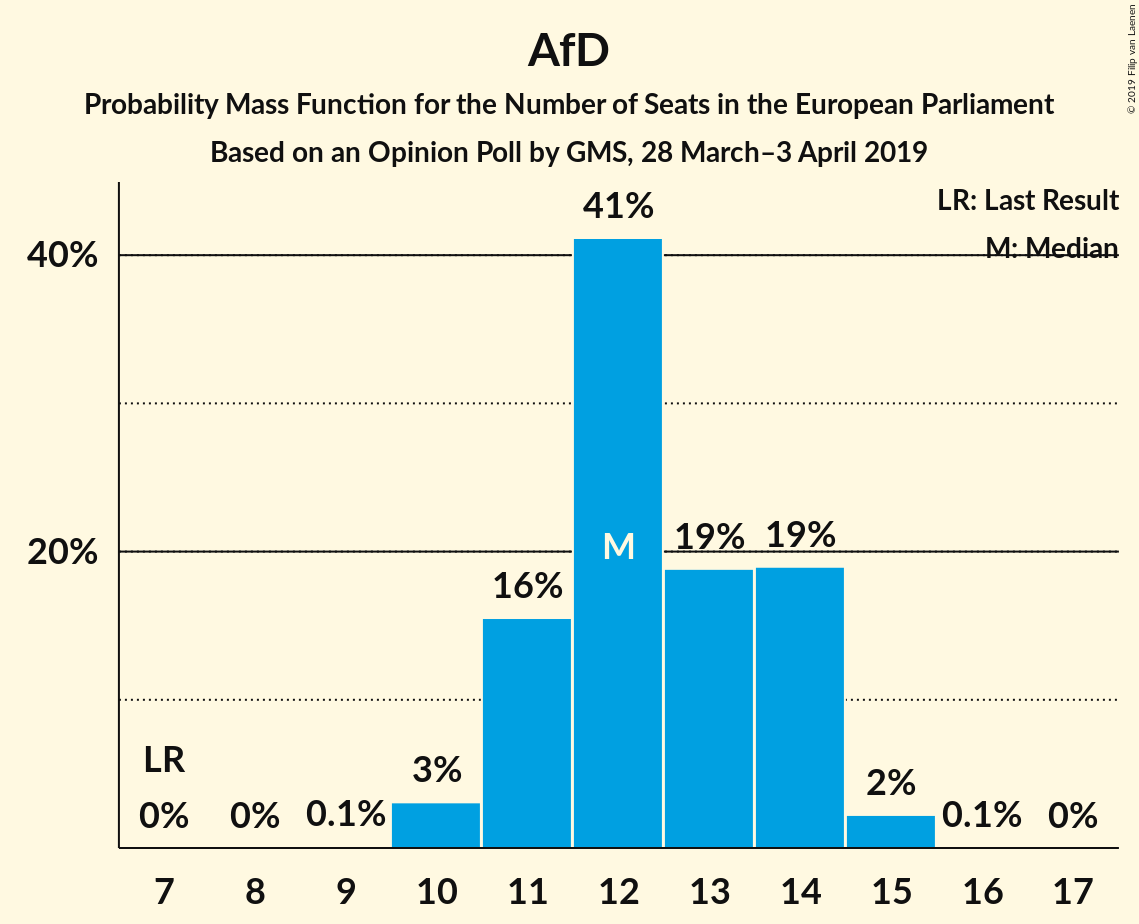 AfD
Probability Mass Function for the Number of Seats in the European Parliament
Based on an Opinion Poll by GMS, 28 March–3 April 2019
© 2019 Filip van Laenen
LR: Last Result
M: Median
41%
40%
M
19%
19%
20%
16%
LR
3%
2%
0%
0%
0.1%
0.1%
0%
7 8 9 10 11 12 13 14 15 16 17